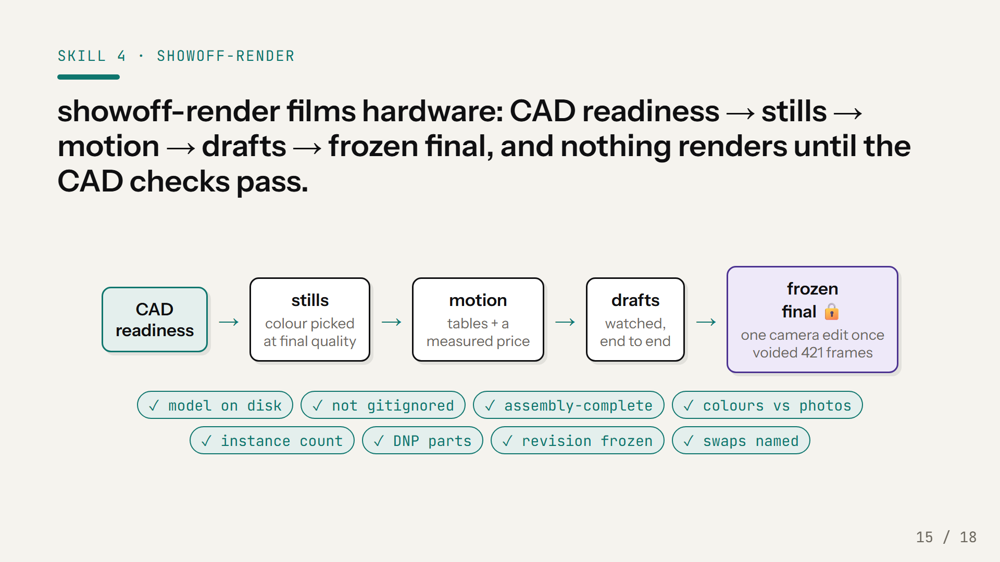 SKILL 4 · SHOWOFF-RENDER
showoff-render films hardware: CAD readiness → stills →
motion → drafts → frozen final, and nothing renders until the
CAD checks pass.
CAD
readiness
→
stills
colour picked
at final quality
→
motion
tables + a
measured price
→
drafts
watched,
end to end
→
frozen
final 🔒
one camera edit once
voided 421 frames
✓ model on disk
✓ not gitignored
✓ assembly-complete
✓ colours vs photos
✓ instance count
✓ DNP parts
✓ revision frozen
✓ swaps named
15 / 18